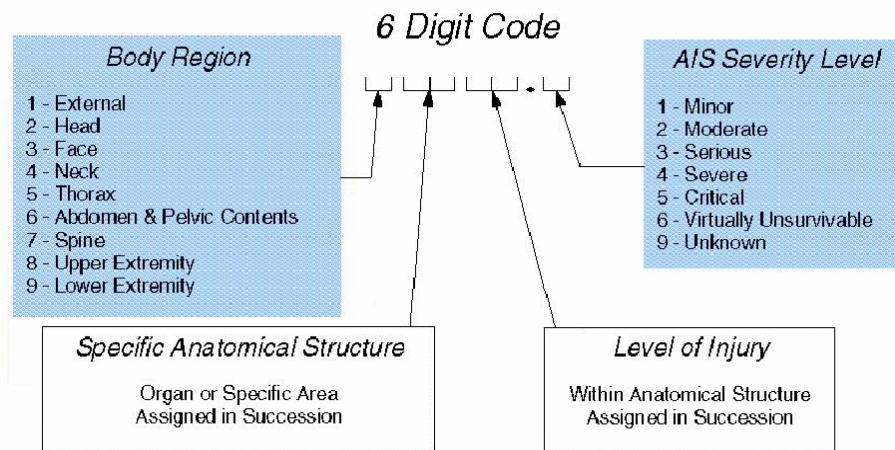 6 Digit Code
Body Region
1 - External
2 - Head
3 - Face
4 - Neck
5 - Thorax
6 - Abdomen & Pelvic Contents
7 - Spine
8 - Upper Extremity
9 - Lower Extremity
AIS Severity Level
1 - Minor
2 - Moderate
3 - Serious
4 - Severe
5 - Critical
6 - Virtually Unsurvivable
9 - Unknown
Specific Anatomical Structure
Organ or Specific Area
Assigned in Succession
Level of Injury
Within Anatomical Structure
Assigned in Succession